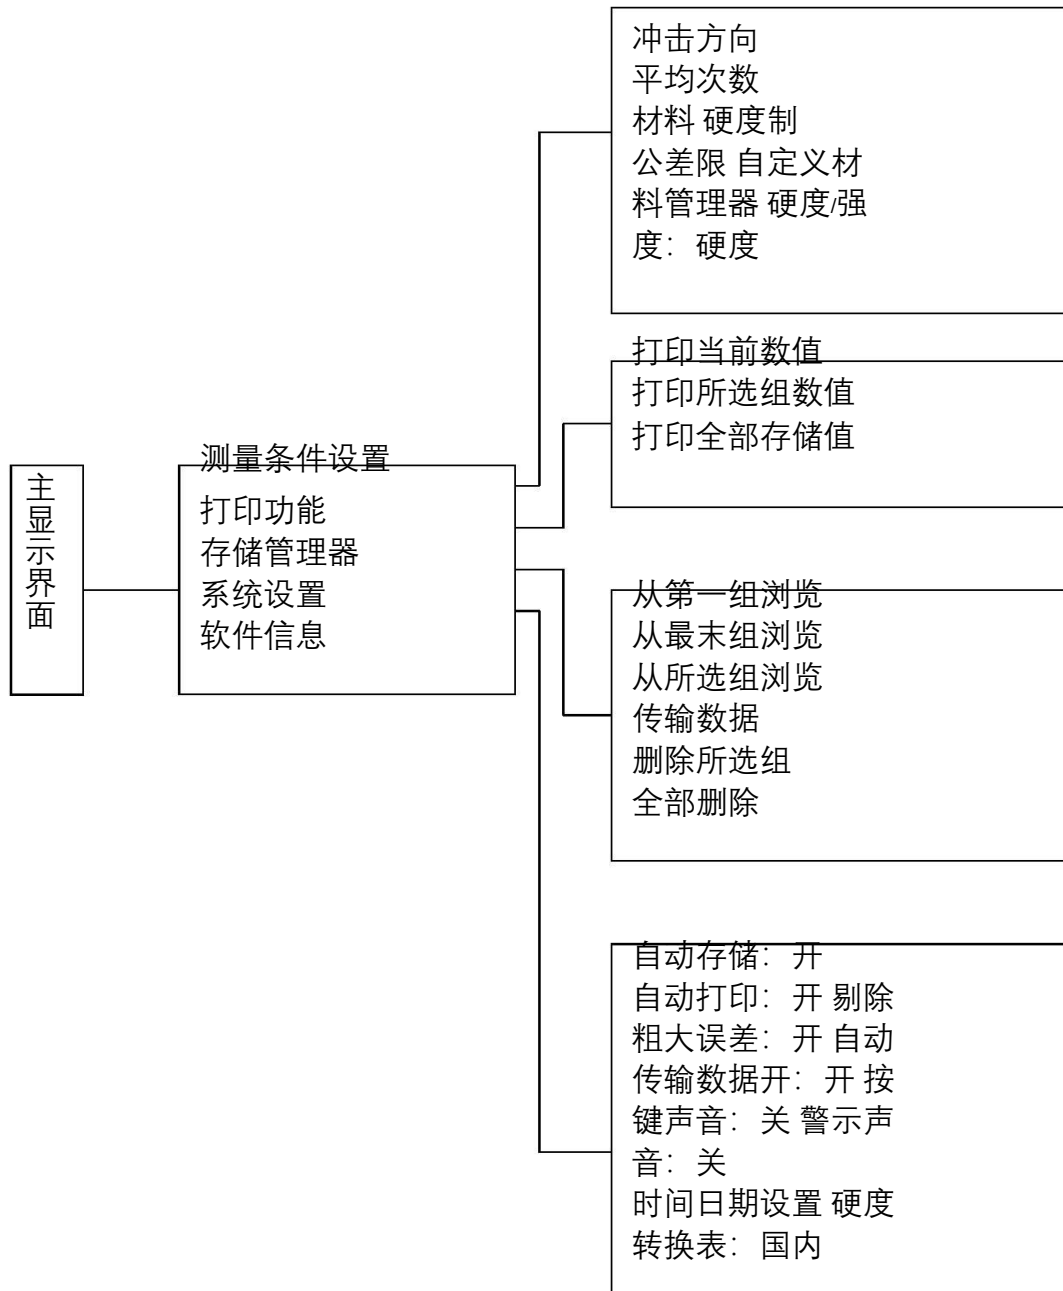 主显示界面
测量条件设置
打印功能
存储管理器
系统设置
软件信息
冲击方向
平均次数
材料 硬度制
公差限 自定义材
料管理器 硬度/强
度：硬度
打印当前数值
打印所选组数值
打印全部存储值
从第一组浏览
从最末组浏览
从所选组浏览
传输数据
删除所选组
全部删除
自动存储：开
自动打印：开 剔除
粗大误差：开 自动
传输数据开：开 按
键声音：关 警示声
音：关
时间日期设置 硬度
转换表：国内